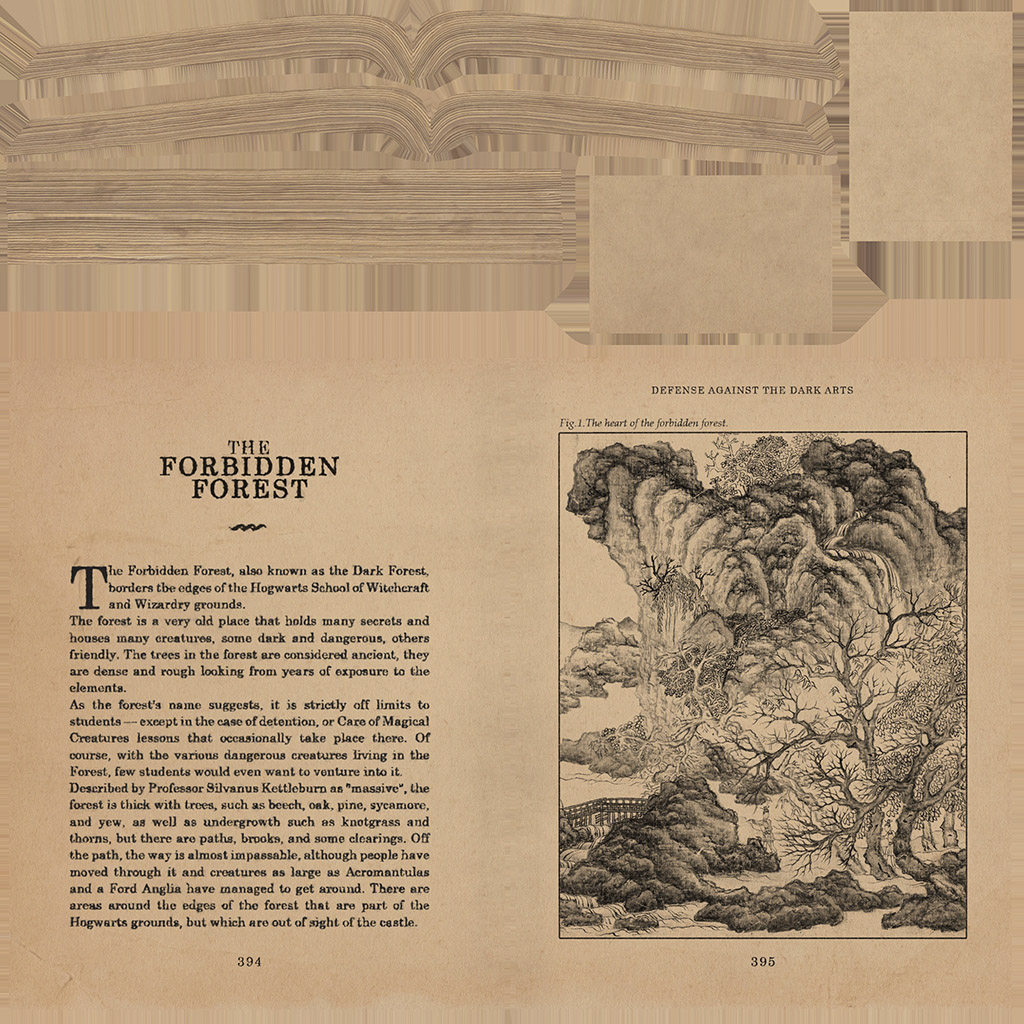 THE
FORBIDDEN
FOREST
The Forbidden Forest, also known as the Dark Forest,
borders the edges of the Hogwarts School of Witchcraft
and Wizardry grounds.
The forest is a very old place that holds many secrets and
houses many creatures, some dark and dangerous, others
friendly. The trees in the forest are considered ancient, they
are dense and rough looking from years of exposure to the
elements.
As the forest's name suggests, it is strictly off limits to
students — except in the case of detention, or Care of Magical
Creatures lessons that occasionally take place there. Of
course, with the various dangerous creatures living in the
Forest, few students would even want to venture into it.
Described by Professor Silvanus Kettleburn as "massive", the
forest is thick with trees, such as beech, oak, pine, sycamore,
and yew, as well as undergrowth such as knotgrass and
thorns, but there are paths, brooks, and some clearings. Off
the path, the way is almost impassable, although people have
moved through it and creatures as large as Acromantulas
and a Ford Anglia have managed to get around. There are
areas around the edges of the forest that are part of the
Hogwarts grounds, but which are out of sight of the castle.
394
DEFENSE AGAINST THE DARK ARTS
Fig.1.The heart of the forbidden forest.
395